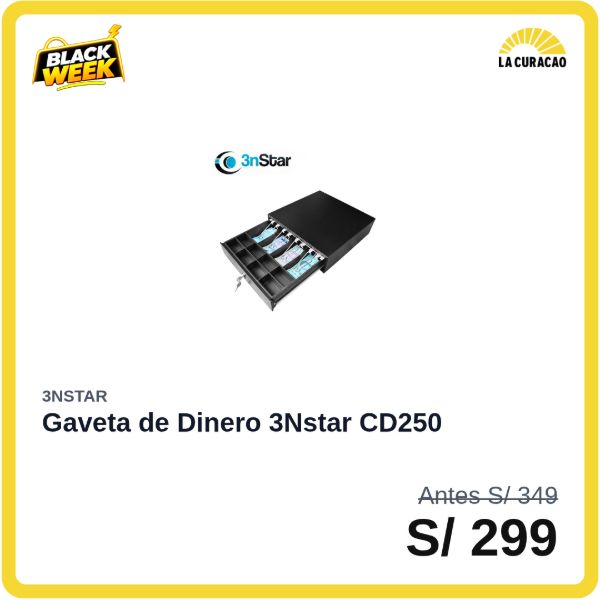 BLACK
WEEK
LA CURACAO
3nStar
3NSTAR
Gaveta de Dinero 3Nstar CD250
Antes S/ 349
S/ 299